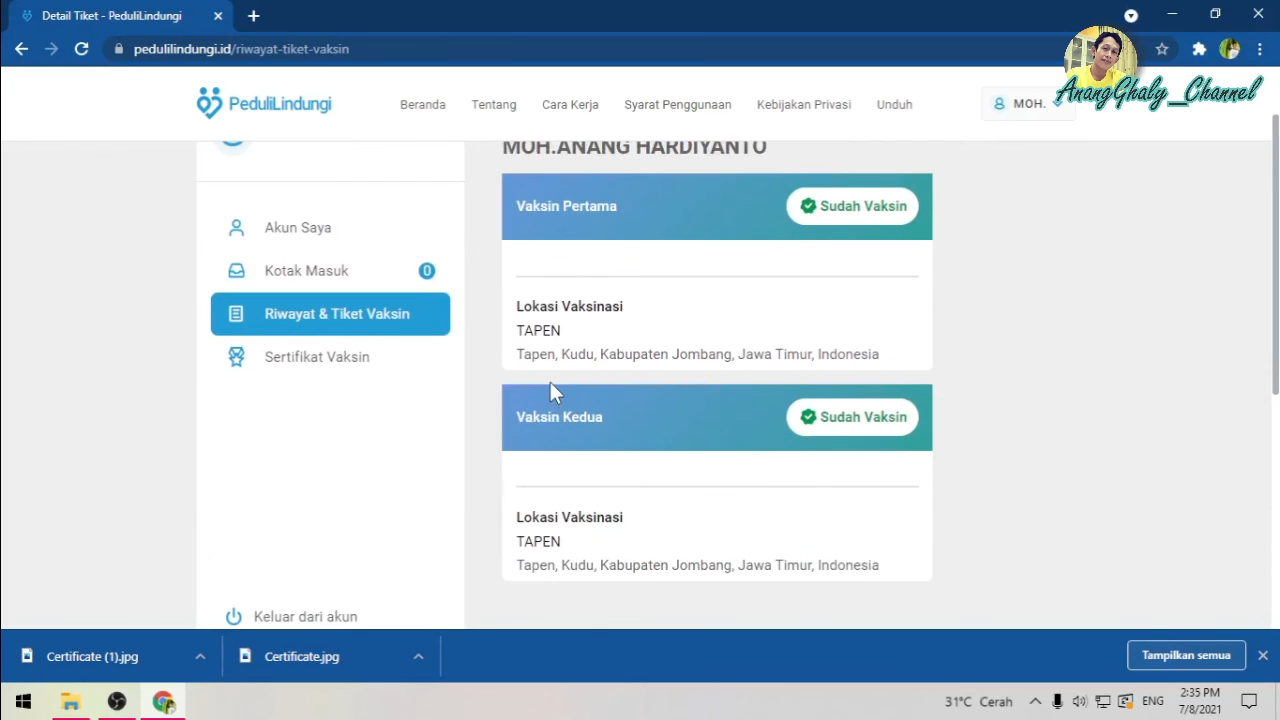 Detail Tiket - PeduliLindungi
pedulilindungi.id/riwayat-tiket-vaksin
AnangGhaly_Channel
PeduliLindungi
Beranda
Tentang
Cara Kerja
Syarat Penggunaan
Kebijakan Privasi
Unduh
MOH.
MOH.ANANG HARDIYANTO
Akun Saya
Kotak Masuk 0
Riwayat & Tiket Vaksin
Sertifikat Vaksin
Keluar dari akun
Vaksin Pertama
Sudah Vaksin
Lokasi Vaksinasi
TAPEN
Tapen, Kudu, Kabupaten Jombang, Jawa Timur, Indonesia
Vaksin Kedua
Sudah Vaksin
Lokasi Vaksinasi
TAPEN
Tapen, Kudu, Kabupaten Jombang, Jawa Timur, Indonesia
Certificate (1).jpg
Certificate.jpg
Tampilkan semua
31°C Cerah
ENG
2:35 PM
7/8/2021